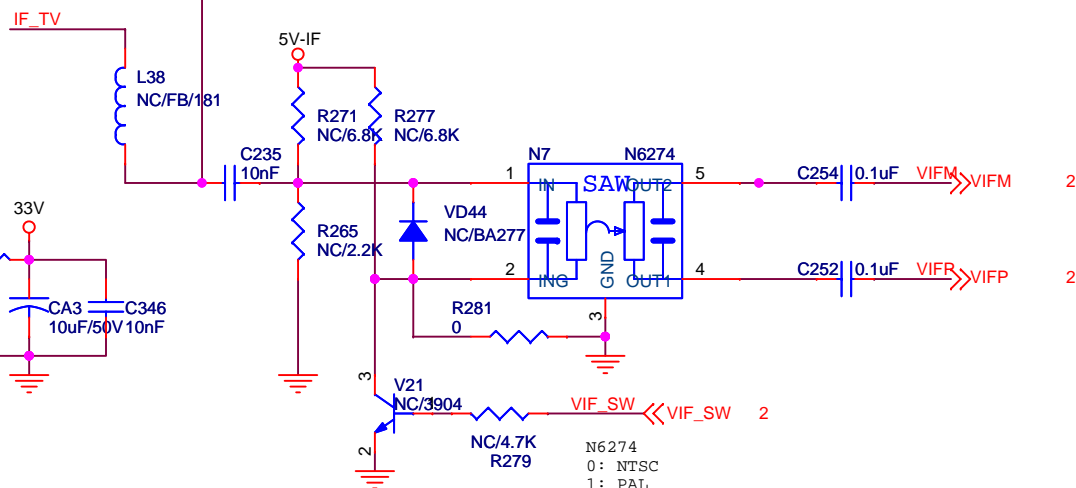 IF_TV
5V-IF
L38
NC/FB/181
R271
NC/6.8K
R277
NC/6.8K
C235
10nF
N7
N6274
1
IN
SAW
OUT2
5
C254
0.1uF
VIFM
VIFM
2
33V
VD44
NC/BA277
R265
NC/2.2K
2
ING
GND
OUT1
4
C252
0.1uF
VIFP
VIFP
2
CA3
10uF/50V
C346
10nF
R281
0
3
3
V21
NC/3904
1
2
NC/4.7K
R279
VIF_SW
VIF_SW
2
N6274
0: NTSC
1: PAL